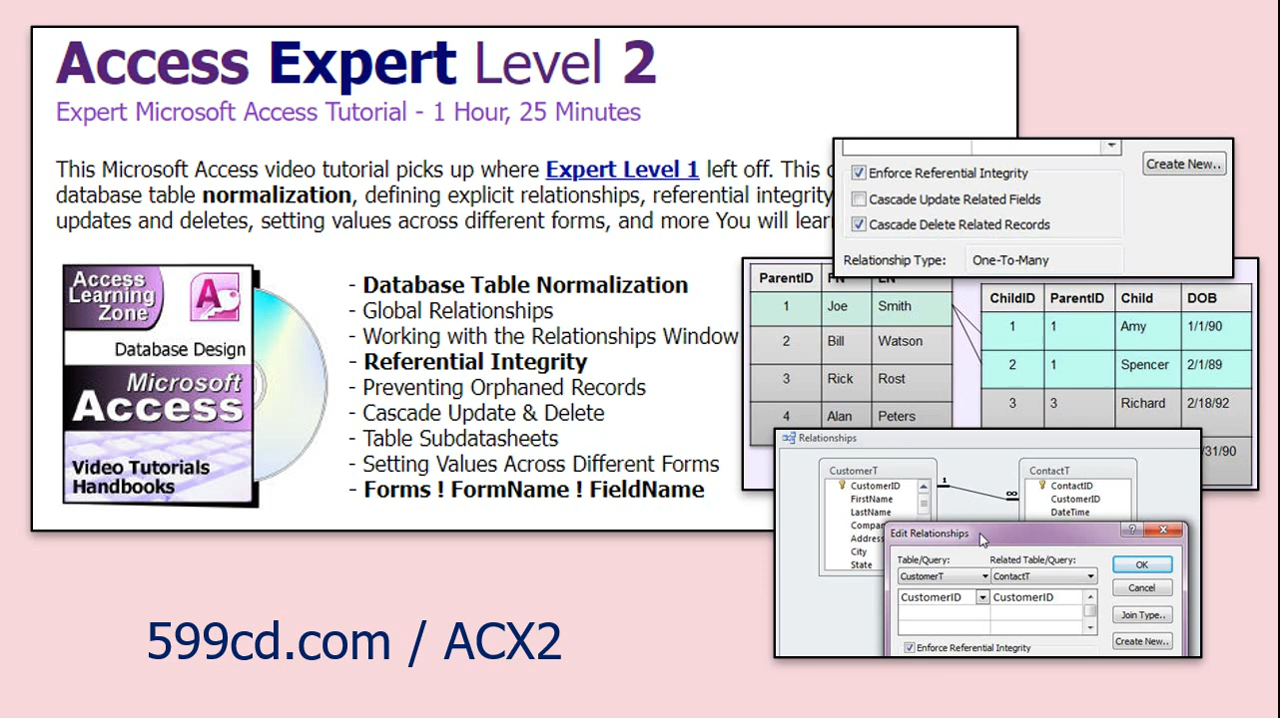 Access Expert Level 2
Expert Microsoft Access Tutorial - 1 Hour, 25 Minutes
This Microsoft Access video tutorial picks up where Expert Level 1 left off. This
database table normalization, defining explicit relationships, referential integrity
updates and deletes, setting values across different forms, and more You will
Access
Learning
Zone
A
Database Design
Microsoft
Access
Video Tutorials
Handbooks
- Database Table Normalization
- Global Relationships
- Working with the Relationships Window
- Referential Integrity
- Preventing Orphaned Records
- Cascade Update & Delete
- Table Subdatasheets
- Setting Values Across Different Forms
- Forms ! FormName ! FieldName
Create New..
Enforce Referential Integrity
Cascade Update Related Fields
Cascade Delete Related Records
Relationship Type: One-To-Many
ParentID
1 Joe Smith
2 Bill Watson
3 Rick Rost
4 Alan Peters
ChildID ParentID Child DOB
1 1 Amy 1/1/90
2 1 Spencer 2/1/89
3 3 Richard 2/18/92
/31/90
Relationships
CustomerT
CustomerID
FirstName
LastName
Compan
Address
City
State
1 ∞
ContactT
ContactID
CustomerID
DateTime
Edit Relationships
Table/Query: Related Table/Query:
CustomerT ContactT
CustomerID CustomerID
Enforce Referential Integrity
OK
Cancel
Join Type..
Create New..
599cd.com / ACX2